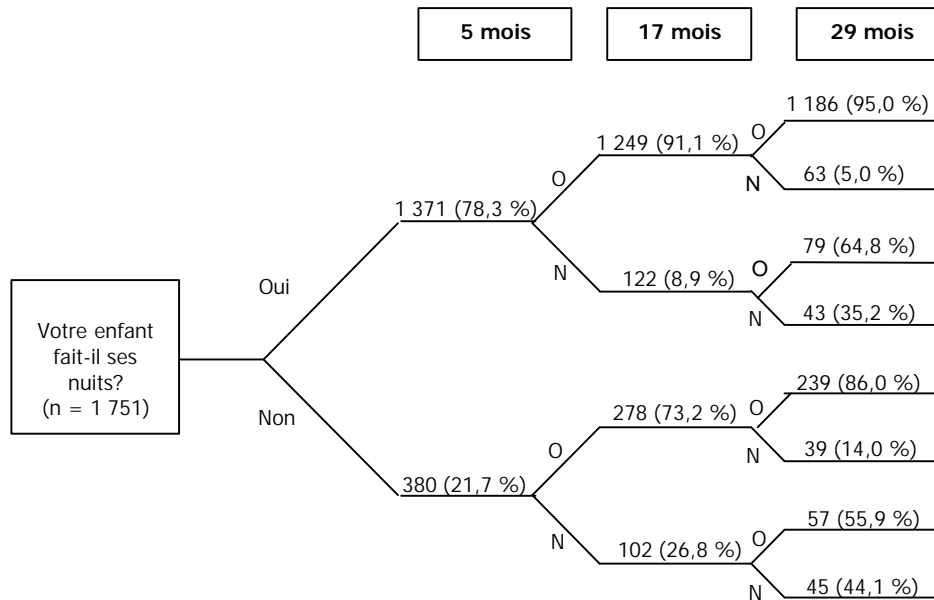 5 mois
17 mois
29 mois
1 186 (95,0 %)
O
1 249 (91,1 %)
N
63 (5,0 %)
O
1 371 (78,3 %)
79 (64,8 %)
O
N
122 (8,9 %)
Oui
N
43 (35,2 %)
Votre enfant
fait-il ses
nuits?
(n = 1 751)
239 (86,0 %)
Non
278 (73,2 %)
O
O
N
39 (14,0 %)
380 (21,7 %)
57 (55,9 %)
N
O
102 (26,8 %)
N
45 (44,1 %)